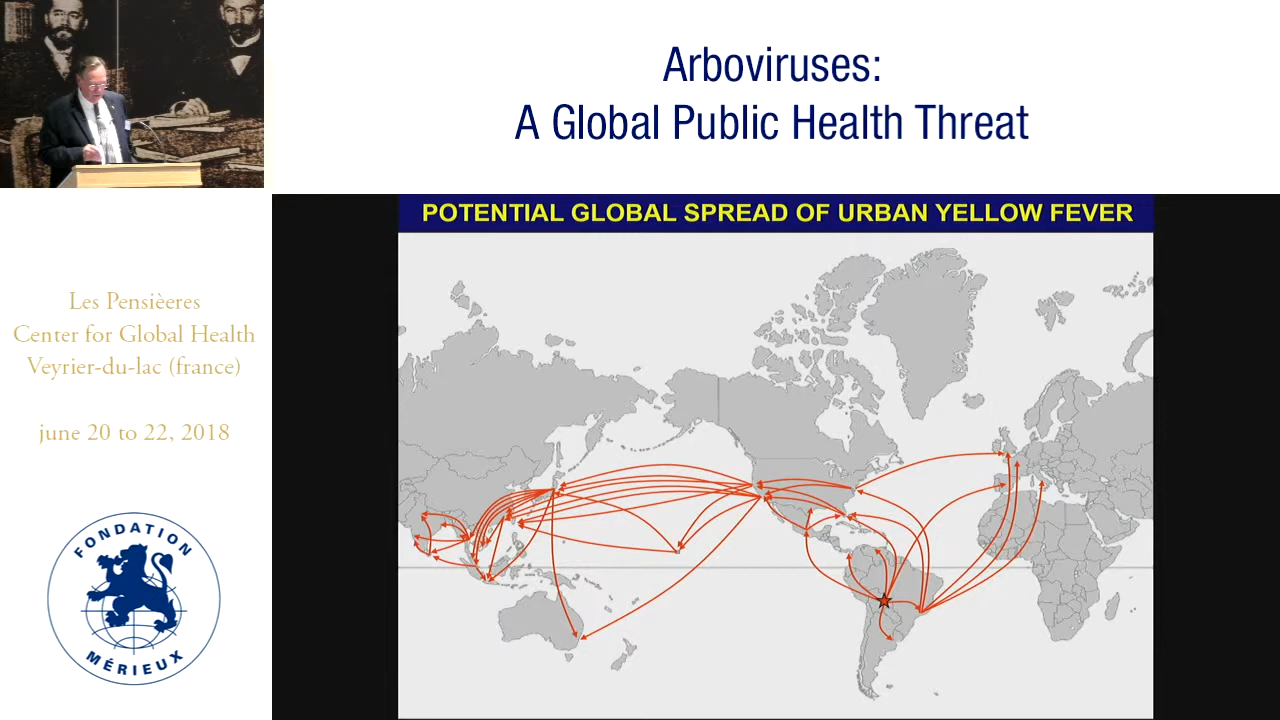 Arboviruses:
A Global Public Health Threat
POTENTIAL GLOBAL SPREAD OF URBAN YELLOW FEVER
Les Pensièeres
Center for Global Health
Veyrier-du-lac (france)
june 20 to 22, 2018
FONDATION
MÉRIEUX